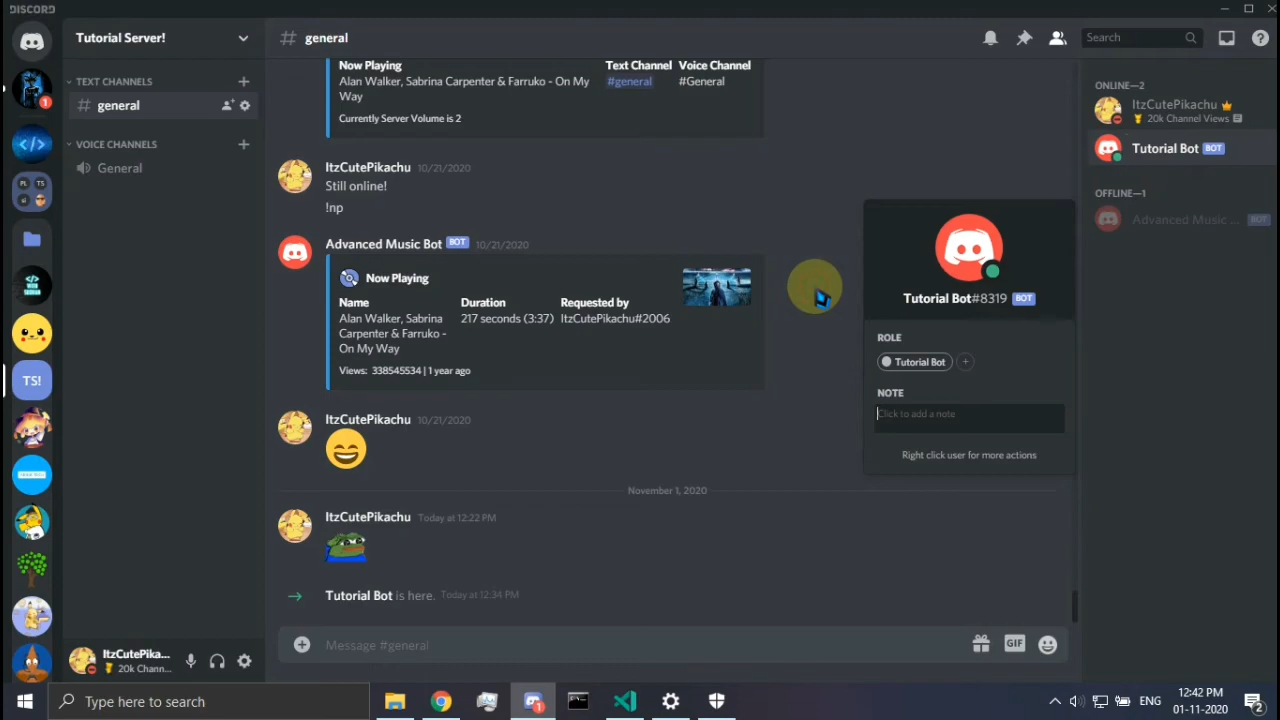 DISCORD
Tutorial Server!
TEXT CHANNELS
general
VOICE CHANNELS
General
ItzCutePika...
20k Chann...
general
Search
Now Playing
Text Channel
Voice Channel
Alan Walker, Sabrina Carpenter & Farruko - On My
Way
#general
#General
Currently Server Volume is 2
ItzCutePikachu 10/21/2020
Still online!
!np
Advanced Music Bot BOT 10/21/2020
Now Playing
Name
Duration
Requested by
Alan Walker, Sabrina
Carpenter & Farruko -
On My Way
217 seconds (3:37)
ItzCutePikachu#2006
Views: 338545534 | 1 year ago
ItzCutePikachu 10/21/2020
November 1, 2020
ItzCutePikachu Today at 12:22 PM
Tutorial Bot is here. Today at 12:34 PM
Message #general
GIF
Tutorial Bot#8319 BOT
ROLE
Tutorial Bot
NOTE
Click to add a note
Right click user for more actions
ONLINE—2
ItzCutePikachu
20k Channel Views
Tutorial Bot BOT
OFFLINE—1
Advanced Music ... BOT
1
PL
TS
TS!
Type here to search
1
ENG
12:42 PM
01-11-2020
2